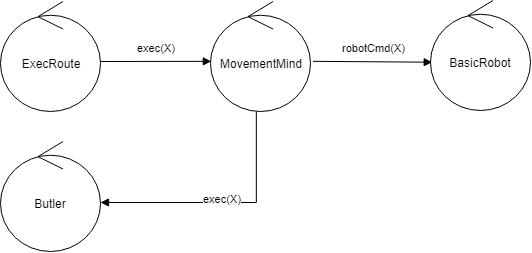 exec(X)
robotCmd(X)
ExecRoute
MovementMind
BasicRobot
exec(X)
Butler